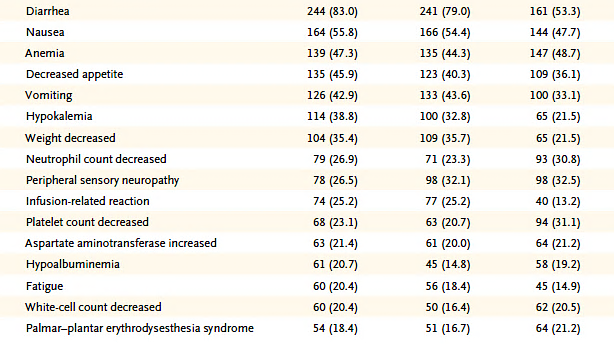 Diarrhea 244 (83.0) 241 (79.0) 161 (53.3)
Nausea 164 (55.8) 166 (54.4) 144 (47.7)
Anemia 139 (47.3) 135 (44.3) 147 (48.7)
Decreased appetite 135 (45.9) 123 (40.3) 109 (36.1)
Vomiting 126 (42.9) 133 (43.6) 100 (33.1)
Hypokalemia 114 (38.8) 100 (32.8) 65 (21.5)
Weight decreased 104 (35.4) 109 (35.7) 65 (21.5)
Neutrophil count decreased 79 (26.9) 71 (23.3) 93 (30.8)
Peripheral sensory neuropathy 78 (26.5) 98 (32.1) 98 (32.5)
Infusion-related reaction 74 (25.2) 77 (25.2) 40 (13.2)
Platelet count decreased 68 (23.1) 63 (20.7) 94 (31.1)
Aspartate aminotransferase increased 63 (21.4) 61 (20.0) 64 (21.2)
Hypoalbuminemia 61 (20.7) 45 (14.8) 58 (19.2)
Fatigue 60 (20.4) 56 (18.4) 45 (14.9)
White-cell count decreased 60 (20.4) 50 (16.4) 62 (20.5)
Palmar–plantar erythrodysesthesia syndrome 54 (18.4) 51 (16.7) 64 (21.2)